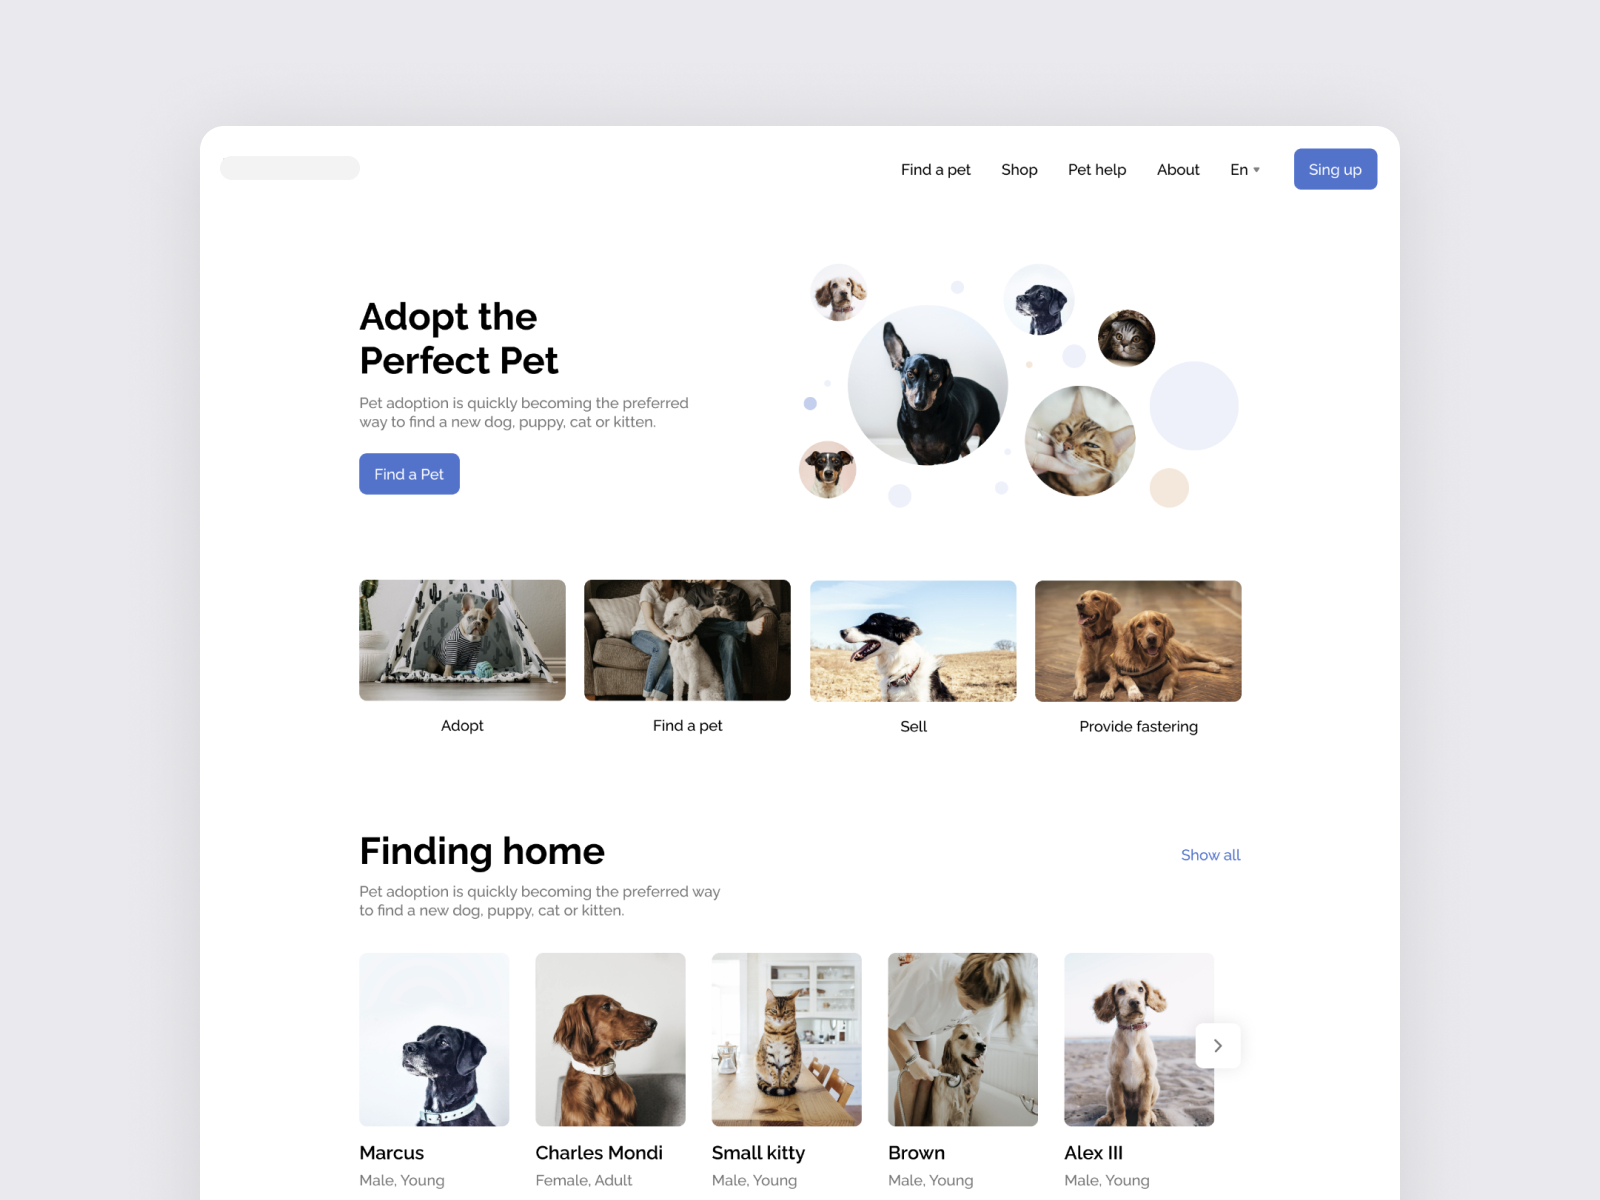 Find a pet
Shop
Pet help
About
En
Sing up
Adopt the
Perfect Pet
Pet adoption is quickly becoming the preferred
way to find a new dog, puppy, cat or kitten.
Find a Pet
Adopt
Find a pet
Sell
Provide fastering
Finding home
Show all
Pet adoption is quickly becoming the preferred way
to find a new dog, puppy, cat or kitten.
Marcus
Male, Young
Charles Mondi
Female, Adult
Small kitty
Male, Young
Brown
Male, Young
Alex III
Male, Young